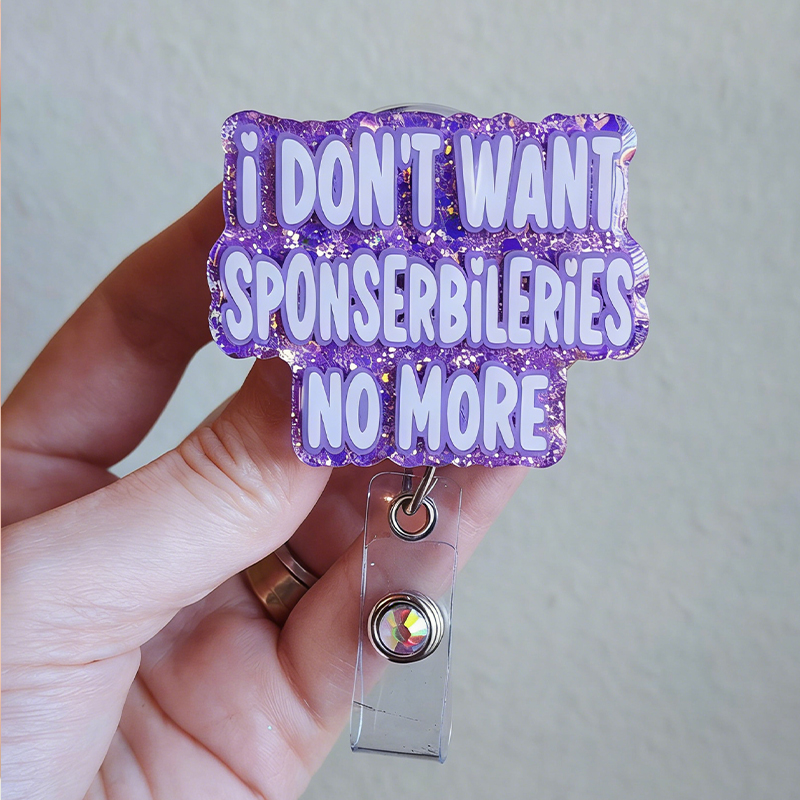 i DON'T WANT
SPONSERBiLERiES
NO MORE